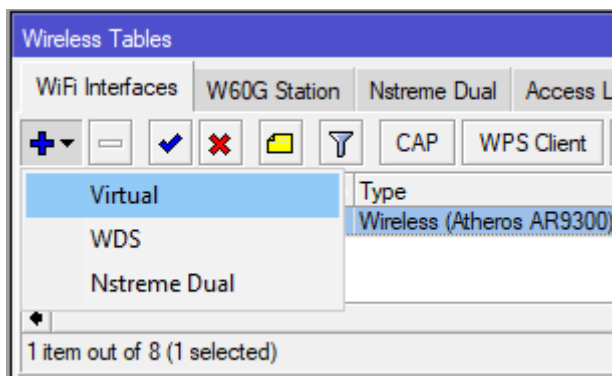 Wireless Tables
WiFi Interfaces W60G Station Nstreme Dual Access L
CAP WPS Client
Virtual Type
WDS Wireless (Atheros AR9300)
Nstreme Dual
1 item out of 8 (1 selected)